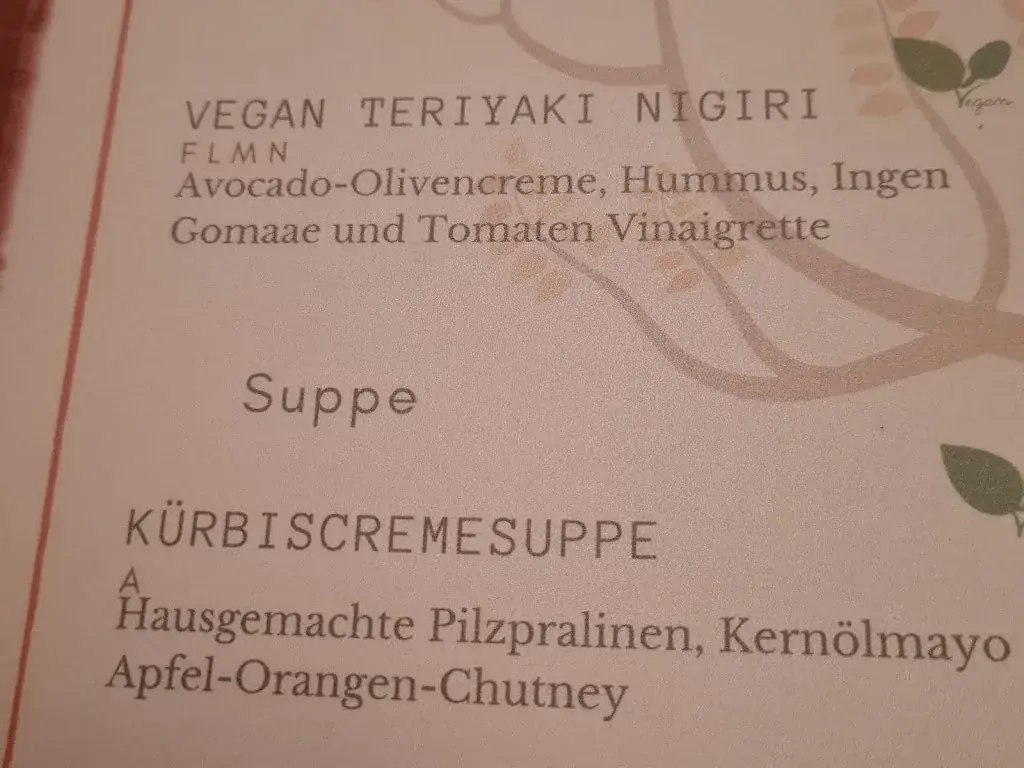 Vegan
VEGAN TERIYAKI NIGIRI
F L M N
Avocado-Olivencreme, Hummus, Ingen
Gomaae und Tomaten Vinaigrette
Suppe
KÜRBISCREMESUPPE
A
Hausgemachte Pilzpralinen, Kernölmayo
Apfel-Orangen-Chutney